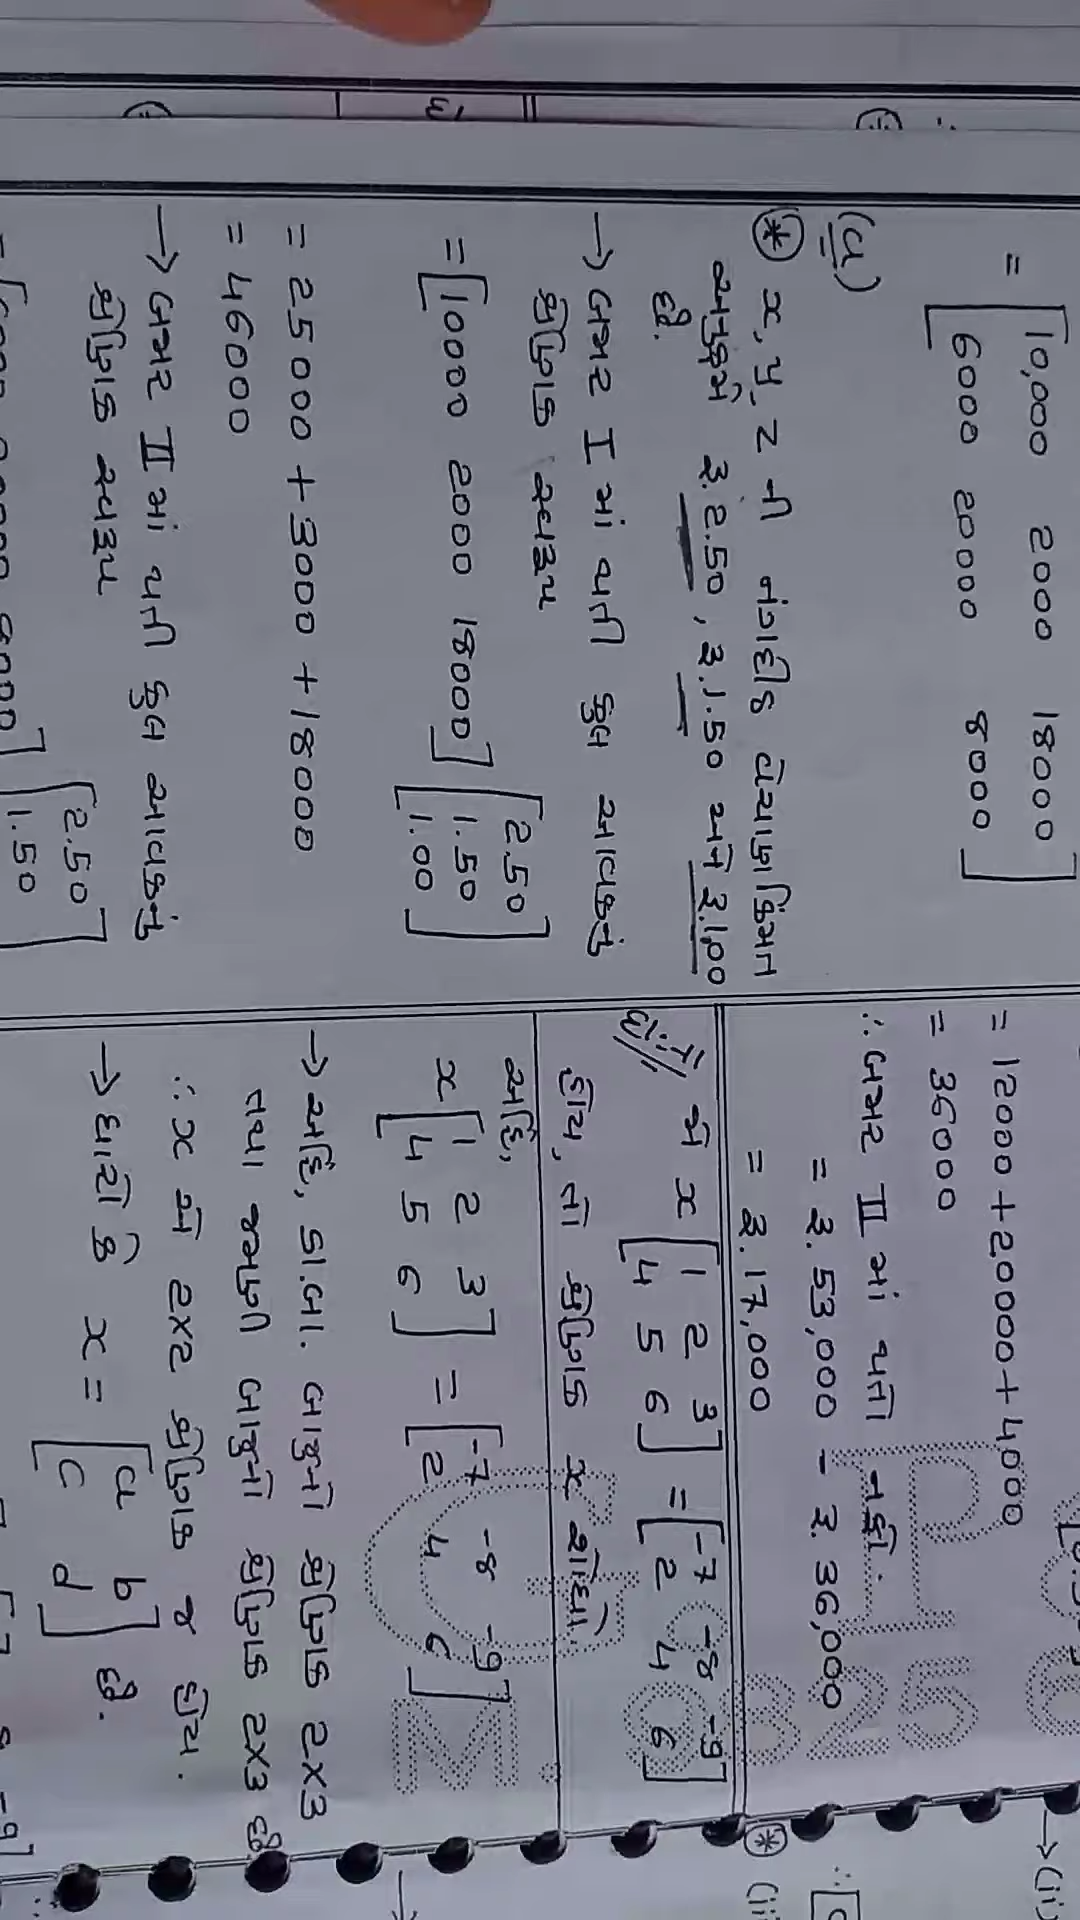 = [10,000 2000 18000
6000 20000 8000]
(અ)
* x, y, z ની નંગદીઠ વેચાણ કિંમત
અનુક્રમે રૂ.2.50, રૂ.1.50 અને રૂ.1.00
છે.
→ બજાર I માં થતી કુલ આવકનું
શ્રેણિક સ્વરૂપ
= [10000 2000 18000] [2.50
1.50
1.00]
= 25000 + 3000 + 18000
= 46000
→ બજાર II માં થતી કુલ આવકનું
શ્રેણિક સ્વરૂપ
[2.50
1.50
= 12000 + 20000 + 4000
= 36000
∴ બજાર II માં થતો નફો.
= રૂ. 53,000 - રૂ. 36,000
= રૂ. 17,000
જો x [1 2 3
4 5 6] = [-7 -8 -9
2 4 6]
હોય, તો શ્રેણિક x શોધો.
અહિં,
x [1 2 3
4 5 6] = [-7 -8 -9
2 4 6]
→ અહિં, ડા.બા. બાજુનો શ્રેણિક 2x3
તથા જમણી બાજુનો શ્રેણિક 2x3 છે
∴ x એ 2x2 શ્રેણિક જ હોય.
→ ધારો કે x = [a b
c d] છે.